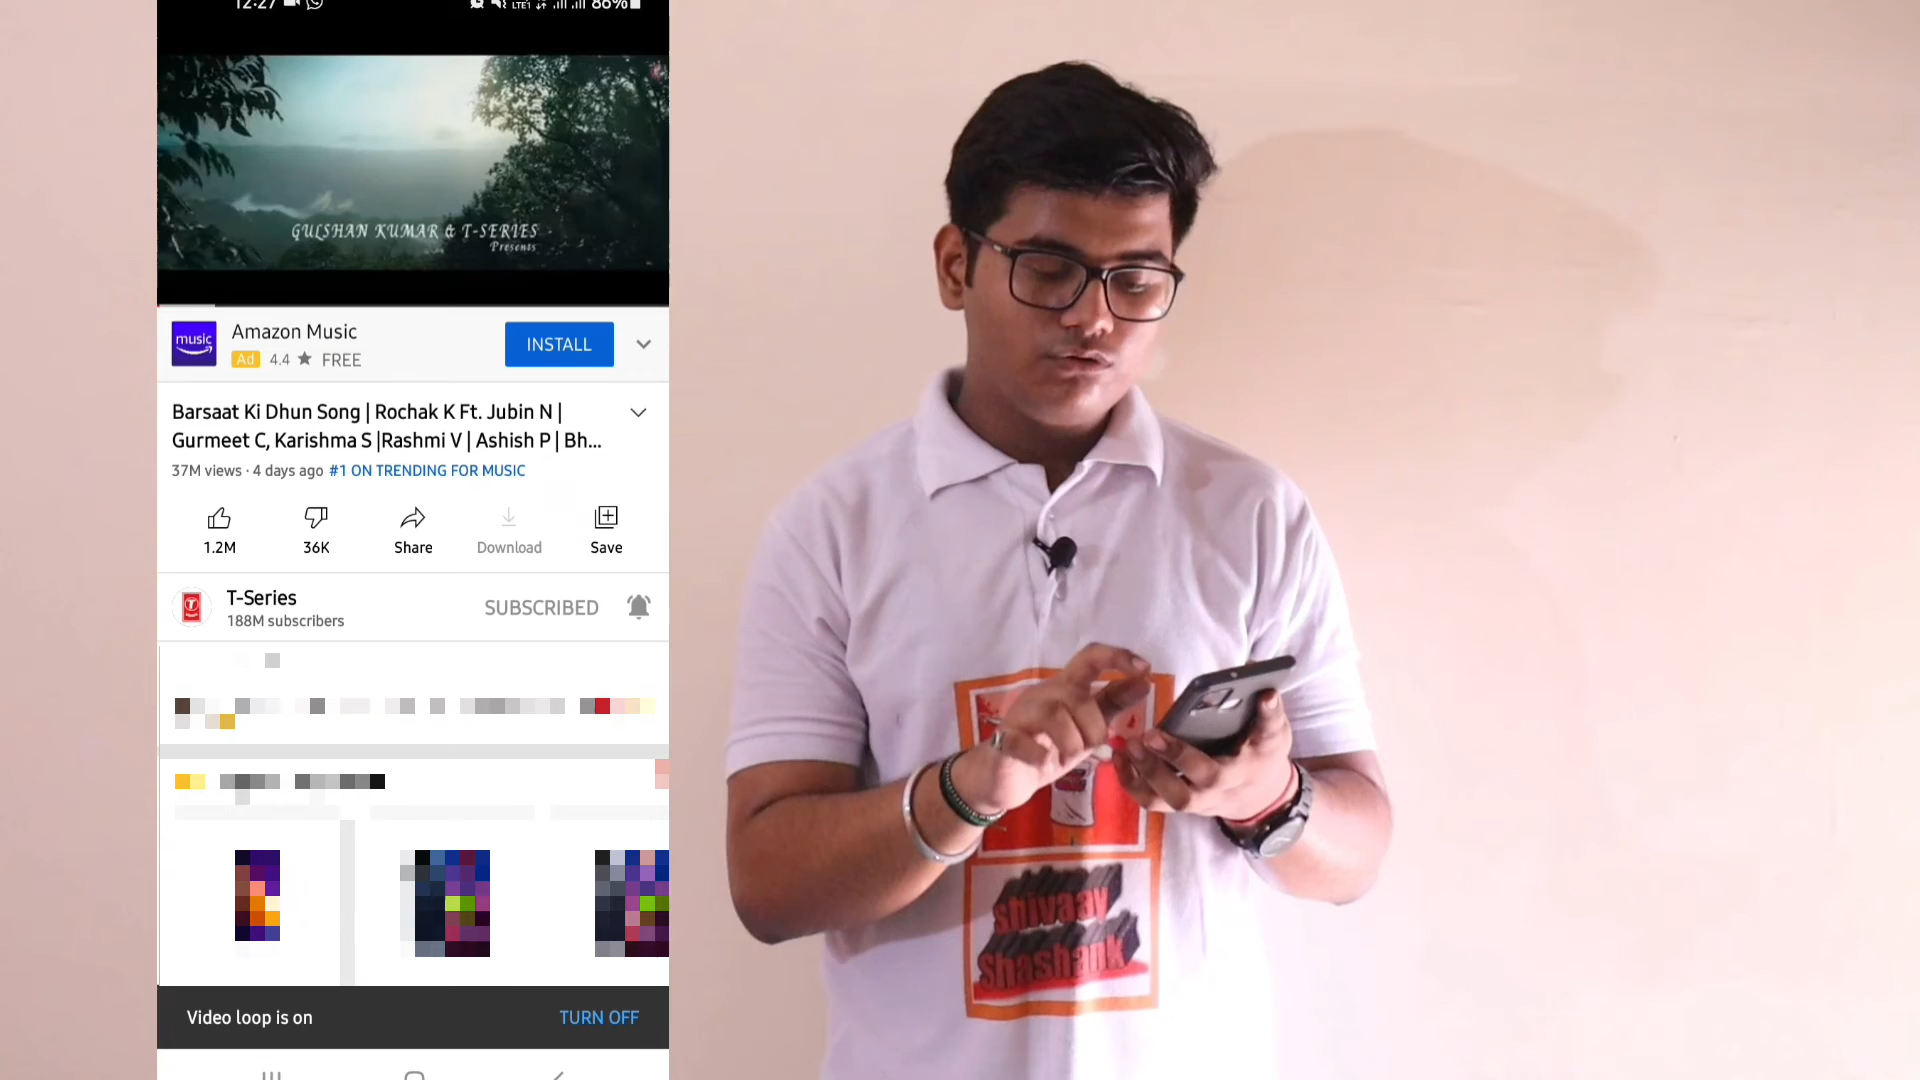 12:27
LTE1 86%
GULSHAN KUMAR & T-SERIES
Presents
music
Amazon Music
Ad 4.4 ★ FREE
INSTALL
Barsaat Ki Dhun Song | Rochak K Ft. Jubin N |
Gurmeet C, Karishma S |Rashmi V | Ashish P | Bh...
37M views · 4 days ago #1 ON TRENDING FOR MUSIC
1.2M
36K
Share
Download
Save
T-Series
188M subscribers
SUBSCRIBED
Video loop is on
TURN OFF
shivaay
Shashank